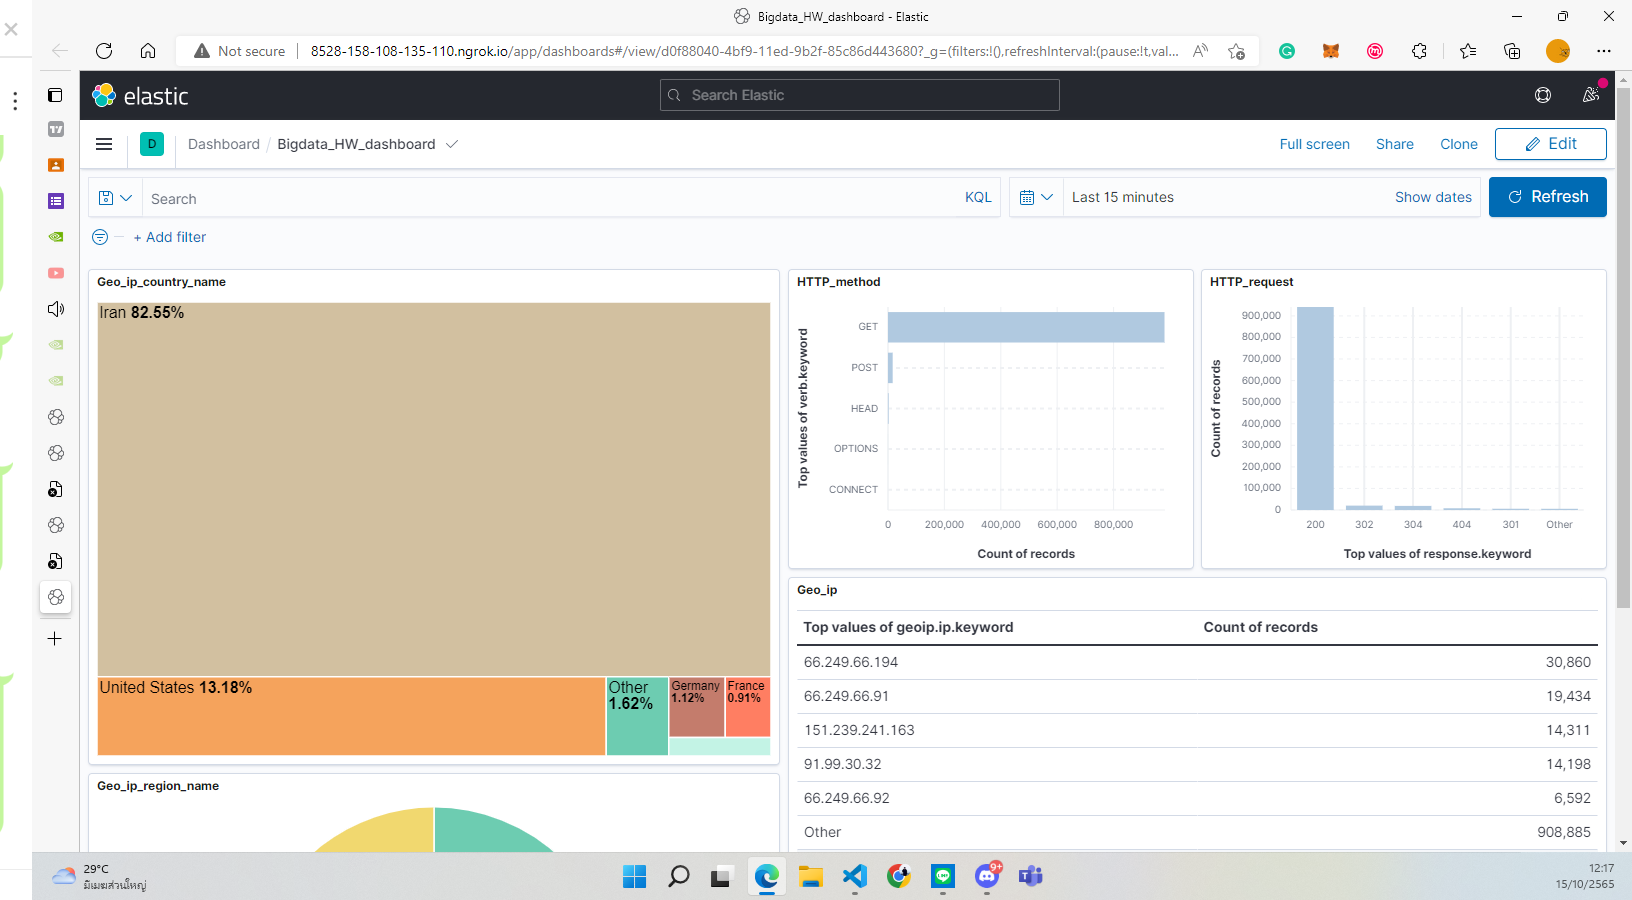 Bigdata_HW_dashboard - Elastic
Not secure
8528-158-108-135-110.ngrok.io/app/dashboards#/view/d0f88040-4bf9-11ed-9b2f-85c86d443680?_g=(filters:!(),refreshInterval:(pause:!t,val...
elastic
Search Elastic
D
Dashboard / Bigdata_HW_dashboard
Full screen
Share
Clone
Edit
Search
KQL
Last 15 minutes
Show dates
Refresh
+ Add filter
Geo_ip_country_name
Iran 82.55%
United States 13.18%
Other
1.62%
Germany
1.12%
France
0.91%
Geo_ip_region_name
HTTP_method
Top values of verb.keyword
GET
POST
HEAD
OPTIONS
CONNECT
0 200,000 400,000 600,000 800,000
Count of records
HTTP_request
Count of records
900,000
800,000
700,000
600,000
500,000
400,000
300,000
200,000
100,000
0
200 302 304 404 301 Other
Top values of response.keyword
Geo_ip
Top values of geoip.ip.keyword Count of records
66.249.66.194 30,860
66.249.66.91 19,434
151.239.241.163 14,311
91.99.30.32 14,198
66.249.66.92 6,592
Other 908,885
29°C
มีเมฆส่วนใหญ่
9+
12:17
15/10/2565